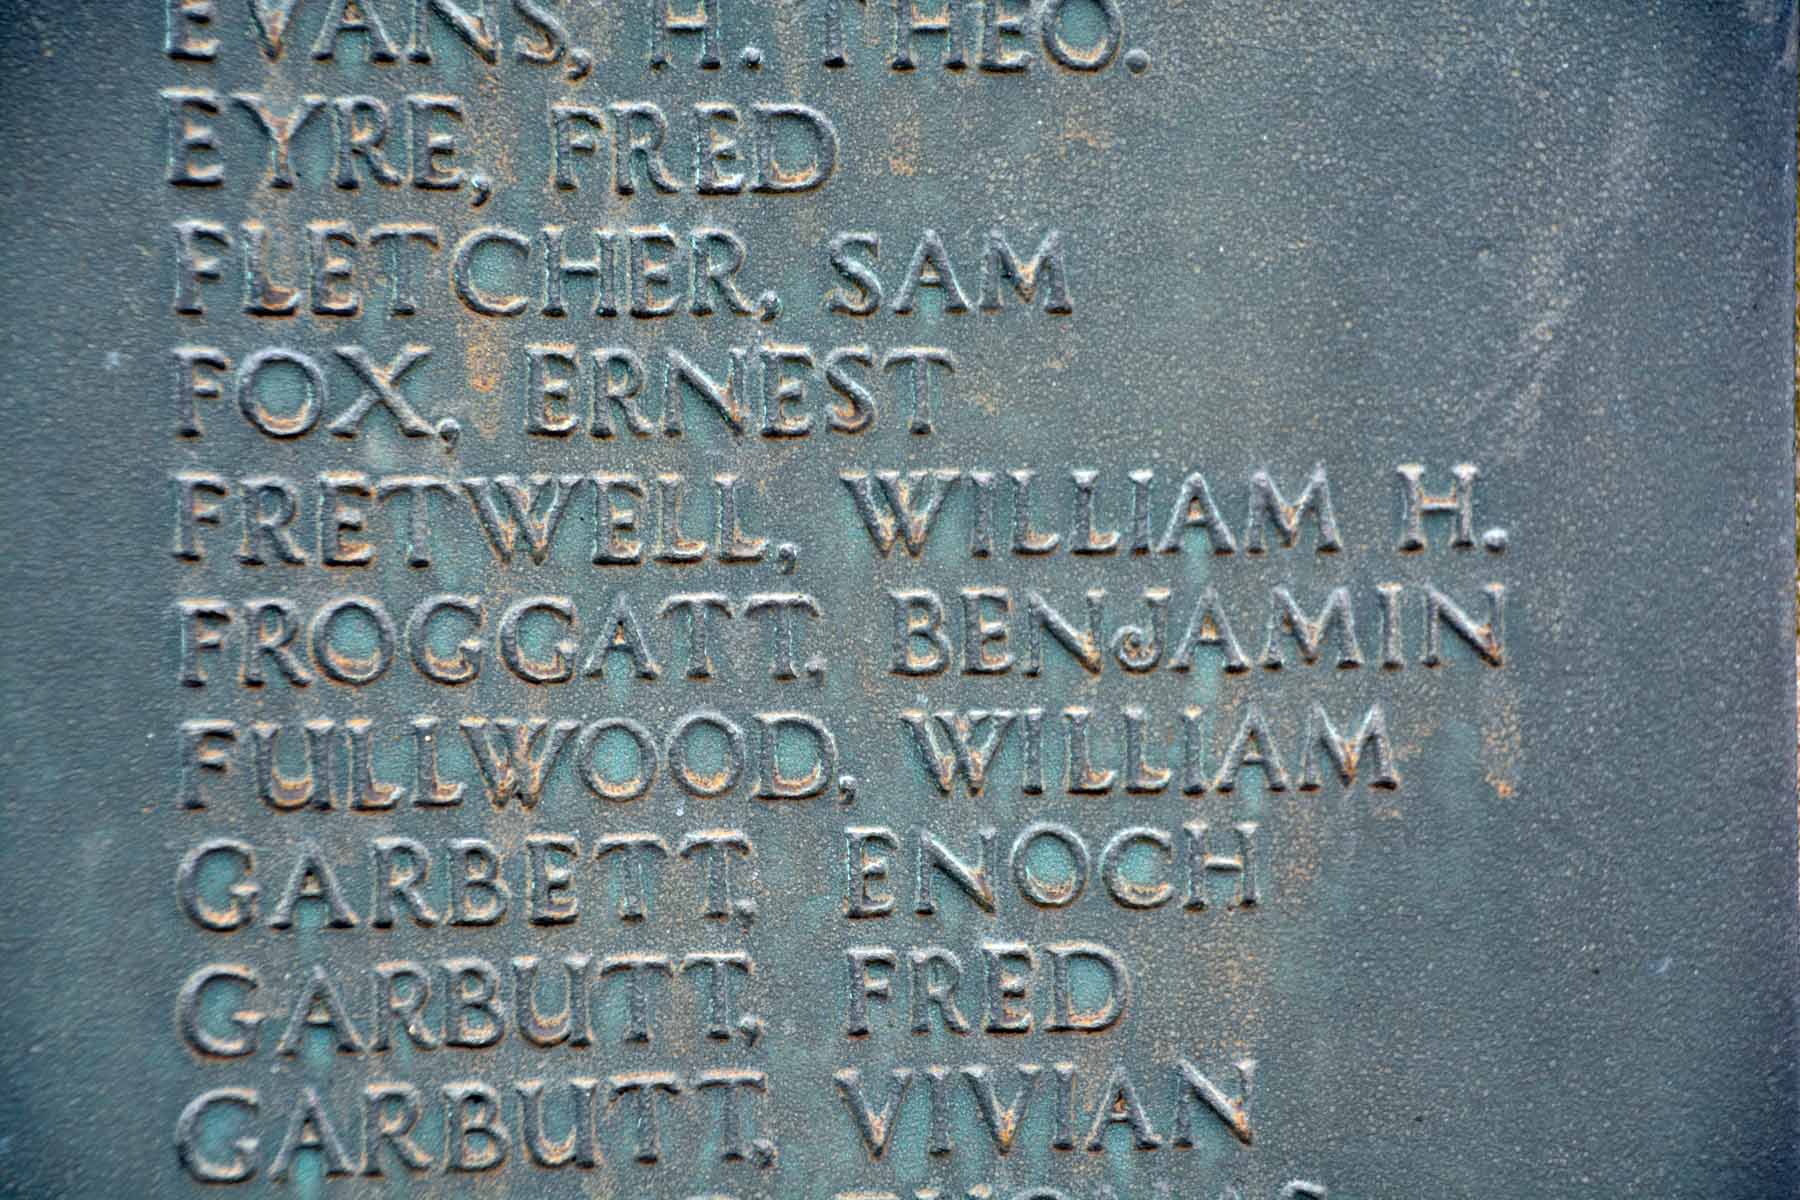 EVANS, H. THEO.
EYRE, FRED
FLETCHER, SAM
FOX, ERNEST
FRETWELL, WILLIAM H.
FROGGATT, BENJAMIN
FULLWOOD, WILLIAM
GARBETT, ENOCH
GARBUTT, FRED
GARBUTT, VIVIAN
THOMAS